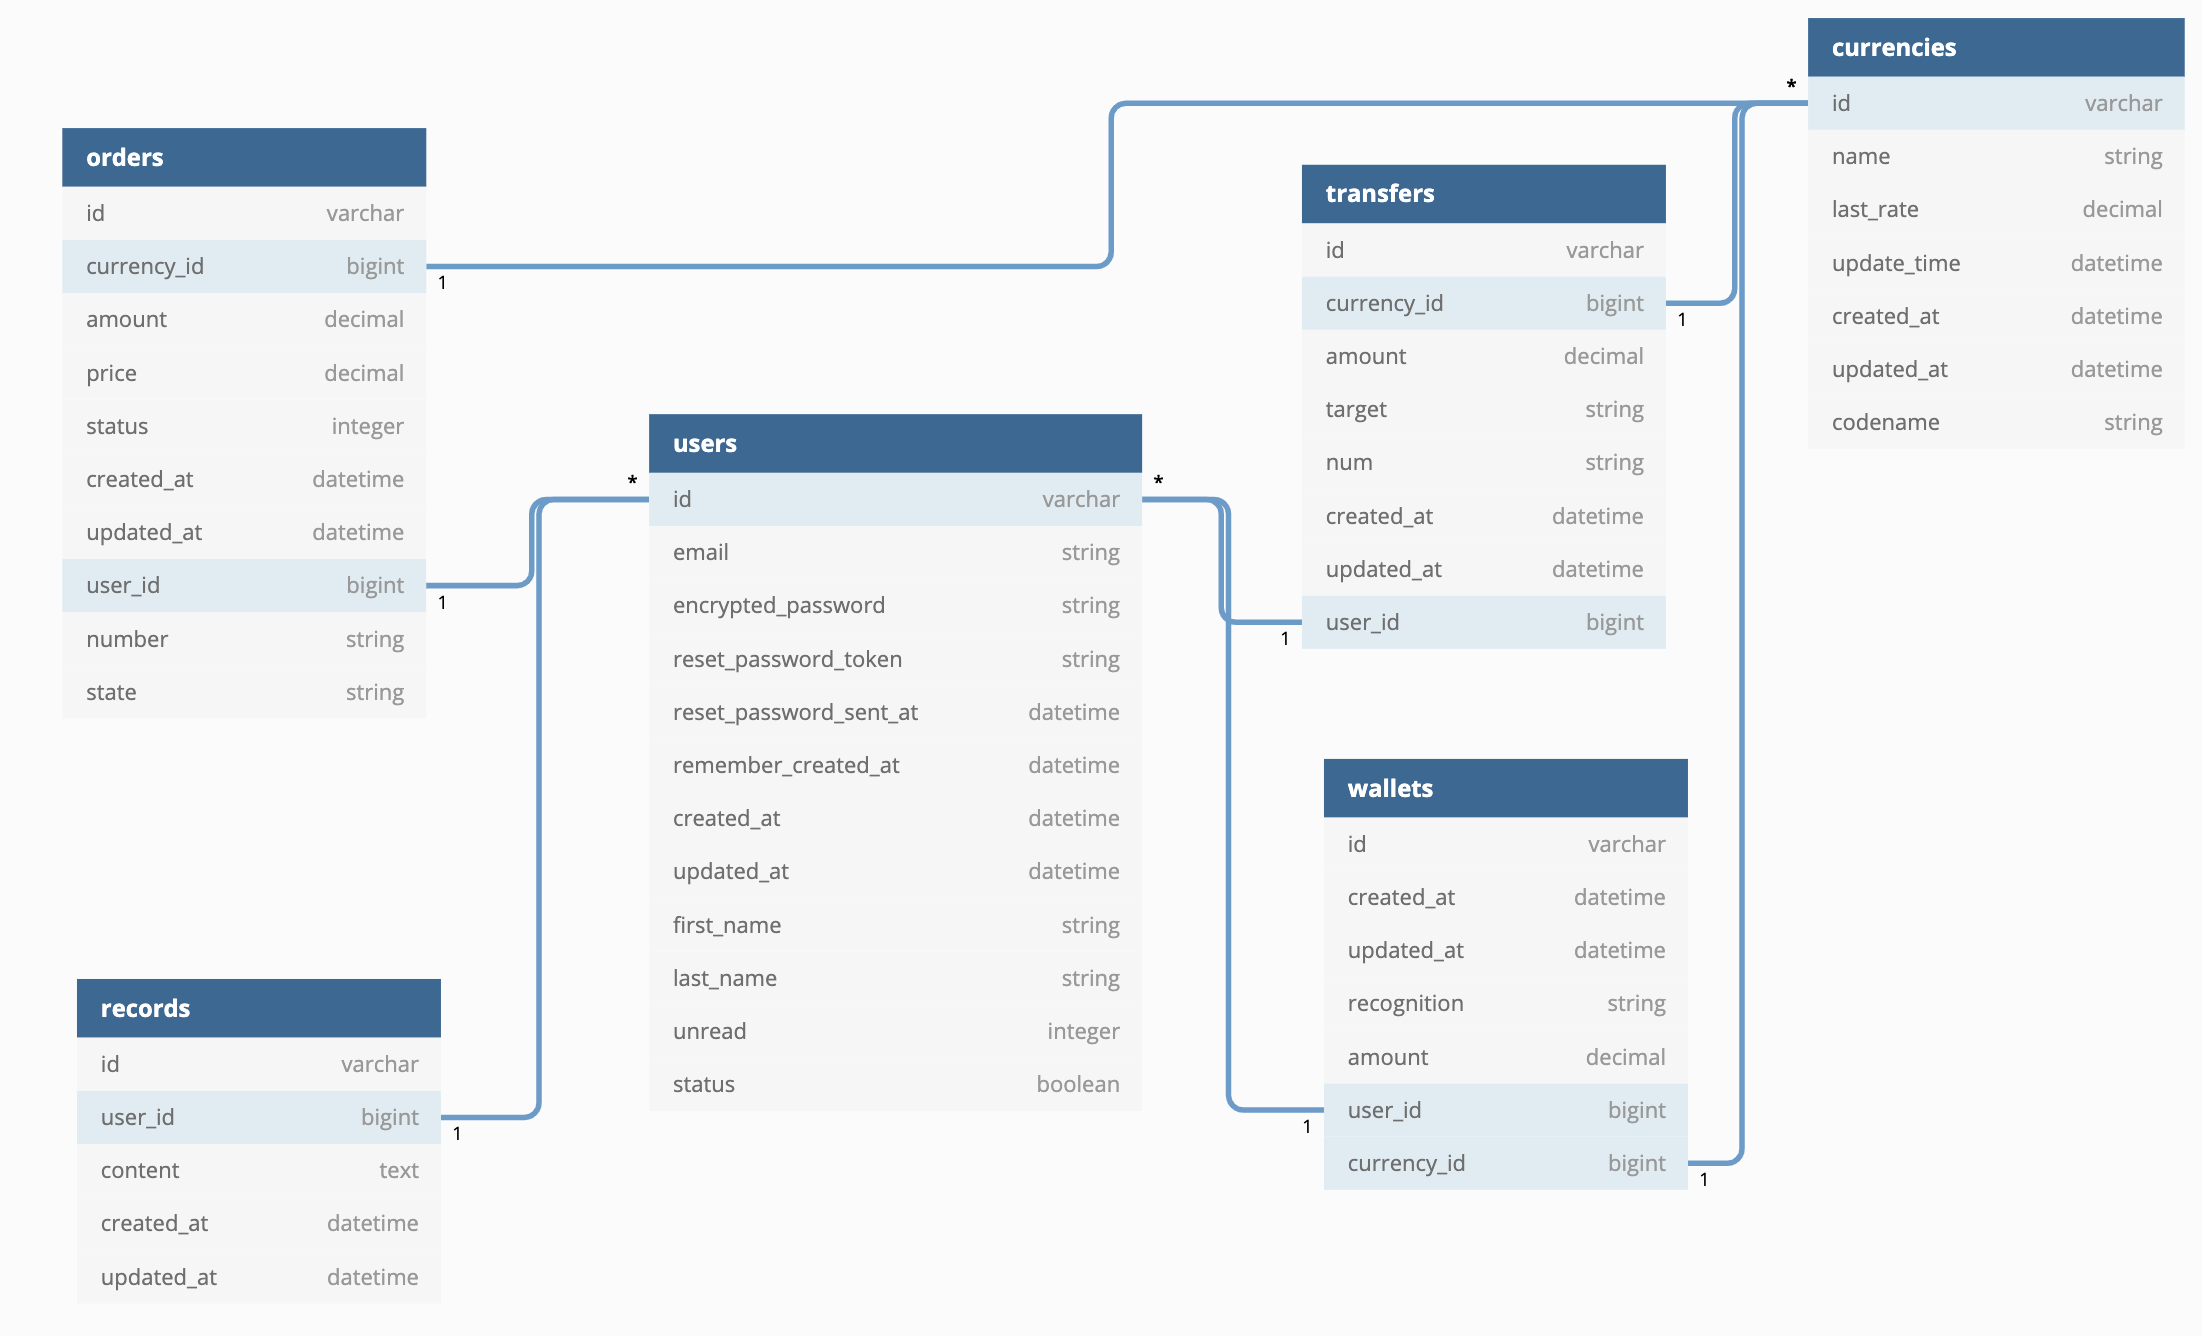 currencies
*
id varchar
name string
last_rate decimal
update_time datetime
created_at datetime
updated_at datetime
codename string
orders
id varchar
currency_id bigint
1
amount decimal
price decimal
status integer
created_at datetime
updated_at datetime
user_id bigint
1
number string
state string
transfers
id varchar
currency_id bigint
1
amount decimal
target string
num string
created_at datetime
updated_at datetime
user_id bigint
1
users
* *
id varchar
email string
encrypted_password string
reset_password_token string
reset_password_sent_at datetime
remember_created_at datetime
created_at datetime
updated_at datetime
first_name string
last_name string
unread integer
status boolean
wallets
id varchar
created_at datetime
updated_at datetime
recognition string
amount decimal
user_id bigint
1
currency_id bigint
1
records
id varchar
user_id bigint
1
content text
created_at datetime
updated_at datetime